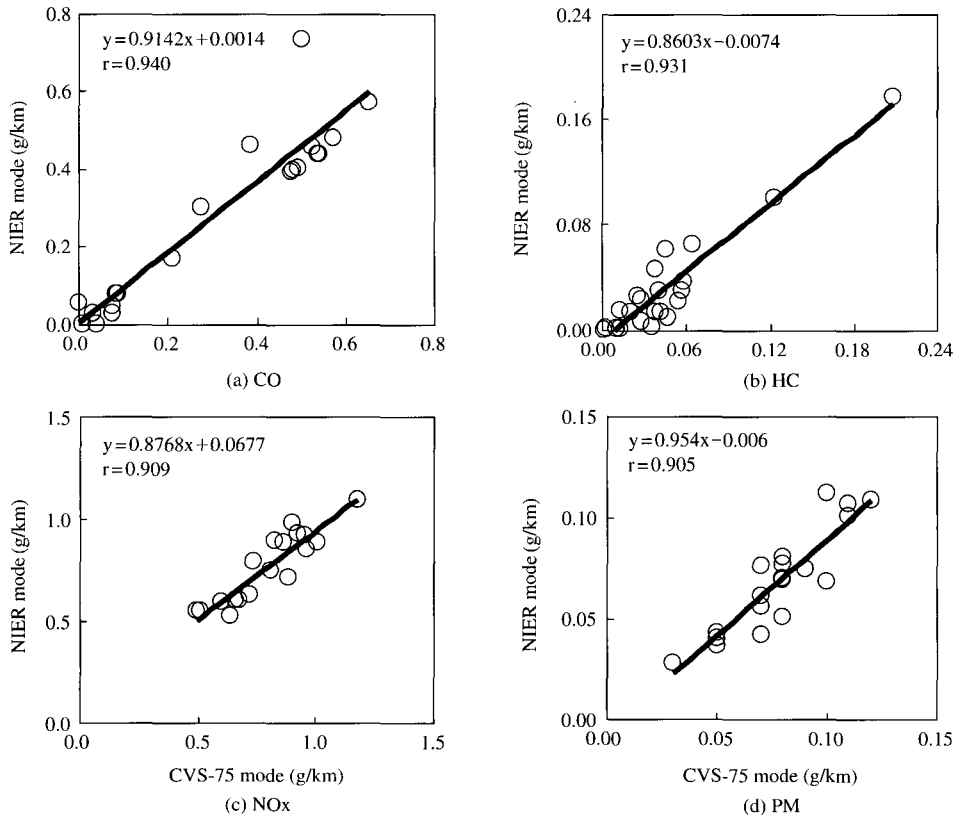 y=0.9142x+0.0014
r=0.940
NIER mode (g/km)
0.8
0.6
0.4
0.2
0.0
0.0 0.2 0.4 0.6 0.8
(a) CO
y=0.8603x−0.0074
r=0.931
NIER mode (g/km)
0.24
0.16
0.08
0.00
0.00 0.06 0.12 0.18 0.24
(b) HC
y=0.8768x+0.0677
r=0.909
NIER mode (g/km)
1.5
1.0
0.5
0.0
0.0 0.5 1.0 1.5
CVS-75 mode (g/km)
(c) NOx
y=0.954x−0.006
r=0.905
NIER mode (g/km)
0.15
0.10
0.05
0.00
0.00 0.05 0.10 0.15
CVS-75 mode (g/km)
(d) PM